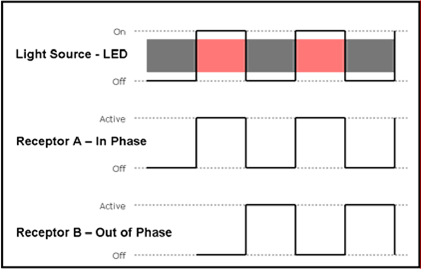 On
Light Source - LED
Off
Active
Receptor A – In Phase
Off
Active
Receptor B – Out of Phase
Off